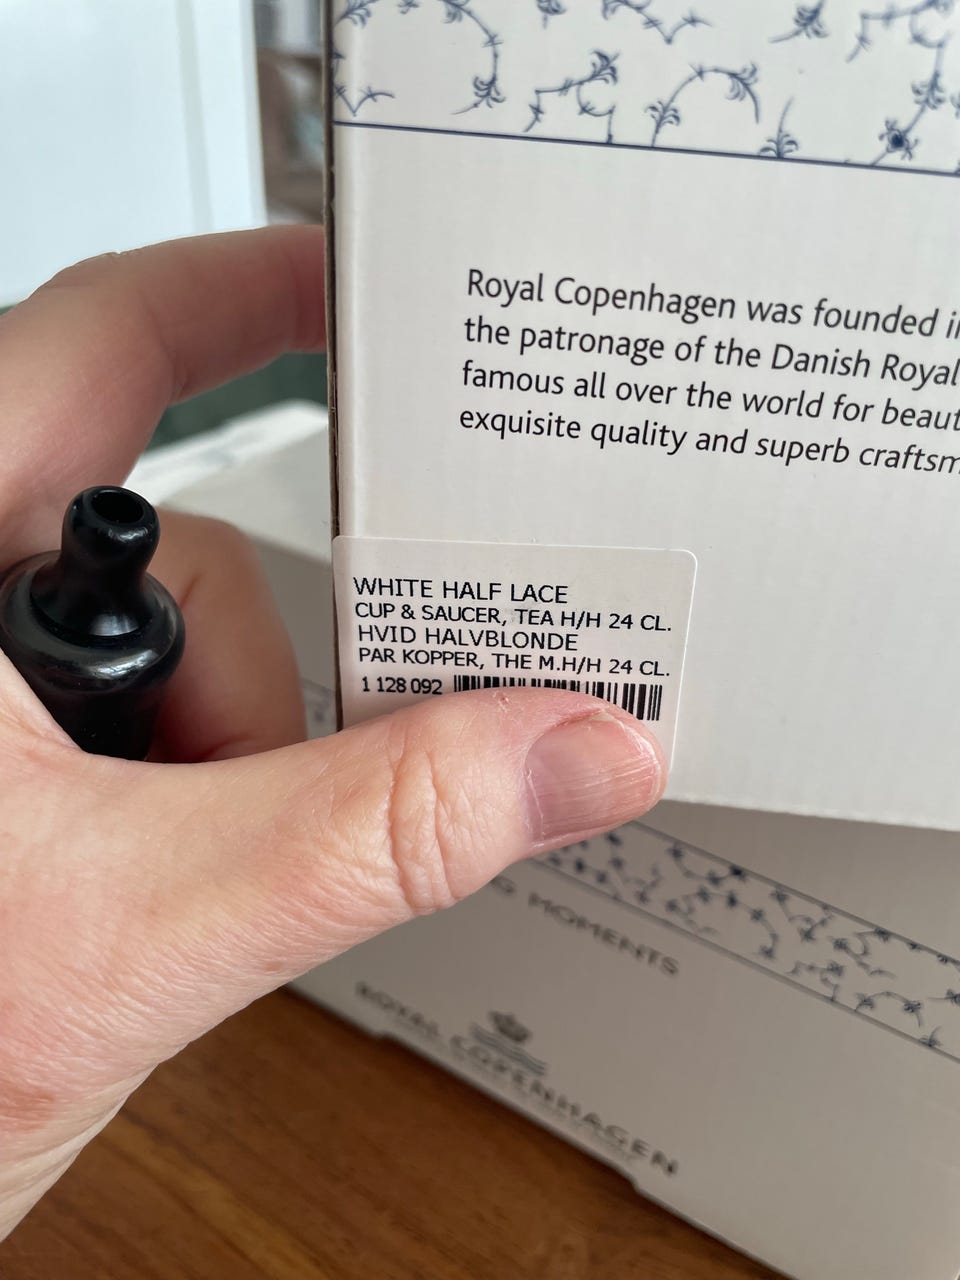 Royal Copenhagen was founded
the patronage of the Danish Royal
famous all over the world for
exquisite quality and superb
WHITE HALF LACE
CUP & SAUCER, TEA H/H 24 CL.
HVID HALVBLONDE
PAR KOPPER, THE M.H/H 24 CL.
1 128 092
MOMENTS
ROYAL COPENHAGEN